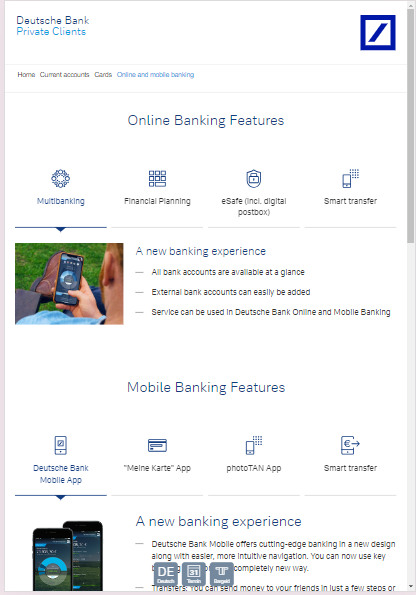 Deutsche Bank
Private Clients
Home Current accounts Cards Online and mobile banking
Online Banking Features
Multibanking
Financial Planning
eSafe (incl. digital
postbox)
Smart transfer
A new banking experience
All bank accounts are available at a glance
External bank accounts can easily be added
Service can be used in Deutsche Bank Online and Mobile Banking
Mobile Banking Features
Deutsche Bank
Mobile App
"Meine Karte" App
photoTAN App
Smart transfer
A new banking experience
Deutsche Bank Mobile offers cutting-edge banking in a new design
along with easier, more intuitive navigation. You can now use key
completely new way.
Transfers: You can send money to your friends in just a few steps or
DE
Deutsch
31
Termin
Bargeld